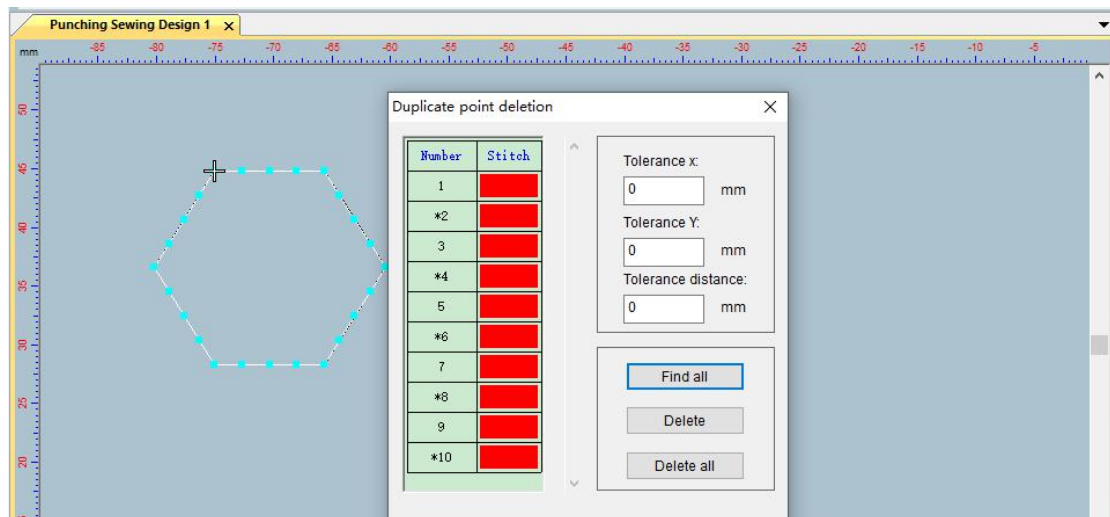 Punching Sewing Design 1 x
mm -85 -80 -75 -70 -65 -60 -55 -50 -45 -40 -35 -30 -25 -20 -15 -10 -5
50
45
40
35
30
25
20
Duplicate point deletion
Number Stitch
1
*2
3
*4
5
*6
7
*8
9
*10
Tolerance x:
0 mm
Tolerance Y:
0 mm
Tolerance distance:
0 mm
Find all
Delete
Delete all